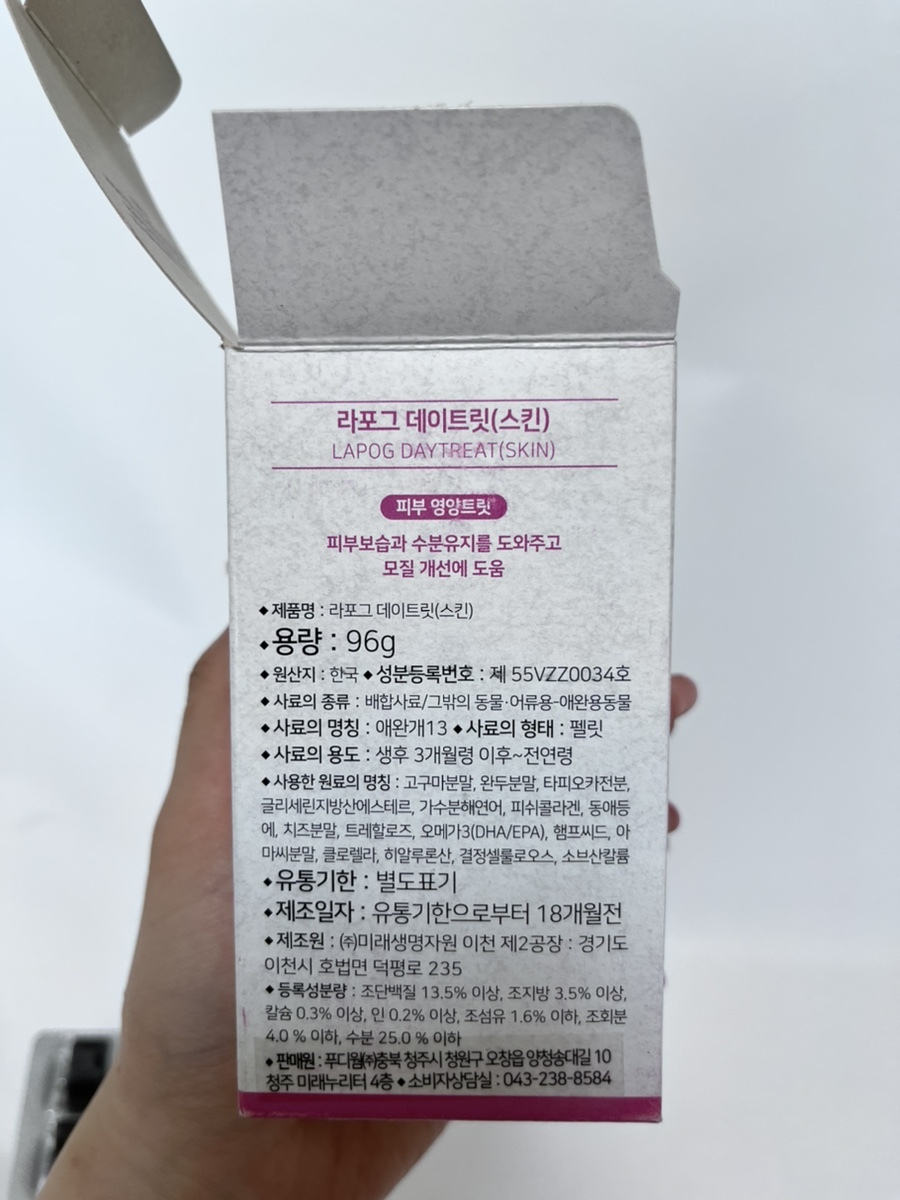 라포그 데이트릿(스킨)
LAPOG DAYTREAT(SKIN)
피부 영양트릿
피부보습과 수분유지를 도와주고
모질 개선에 도움
◆제품명 : 라포그 데이트릿(스킨)
◆용량 : 96g
◆원산지 : 한국 ◆성분등록번호 : 제 55VZZ0034호
◆사료의 종류 : 배합사료/그밖의 동물·어류용-애완용동물
◆사료의 명칭 : 애완개13 ◆사료의 형태 : 펠릿
◆사료의 용도 : 생후 3개월령 이후~전연령
◆사용한 원료의 명칭 : 고구마분말, 완두분말, 타피오카전분,
글리세린지방산에스테르, 가수분해연어, 피쉬콜라겐, 동애등
에, 치즈분말, 트레할로즈, 오메가3(DHA/EPA), 햄프씨드, 아
마씨분말, 클로렐라, 히알루론산, 결정셀룰로오스, 소브산칼륨
◆유통기한 : 별도표기
◆제조일자 : 유통기한으로부터 18개월전
◆제조원 : ㈜미래생명자원 이천 제2공장 : 경기도
이천시 호법면 덕평로 235
◆등록성분량 : 조단백질 13.5% 이상, 조지방 3.5% 이상,
칼슘 0.3% 이상, 인 0.2% 이상, 조섬유 1.6% 이하, 조회분
4.0 % 이하, 수분 25.0 % 이하
◆판매원 : 푸디웜㈜충북 청주시 청원구 오창읍 양청송대길 10
청주 미래누리터 4층 ◆소비자상담실 : 043-238-8584